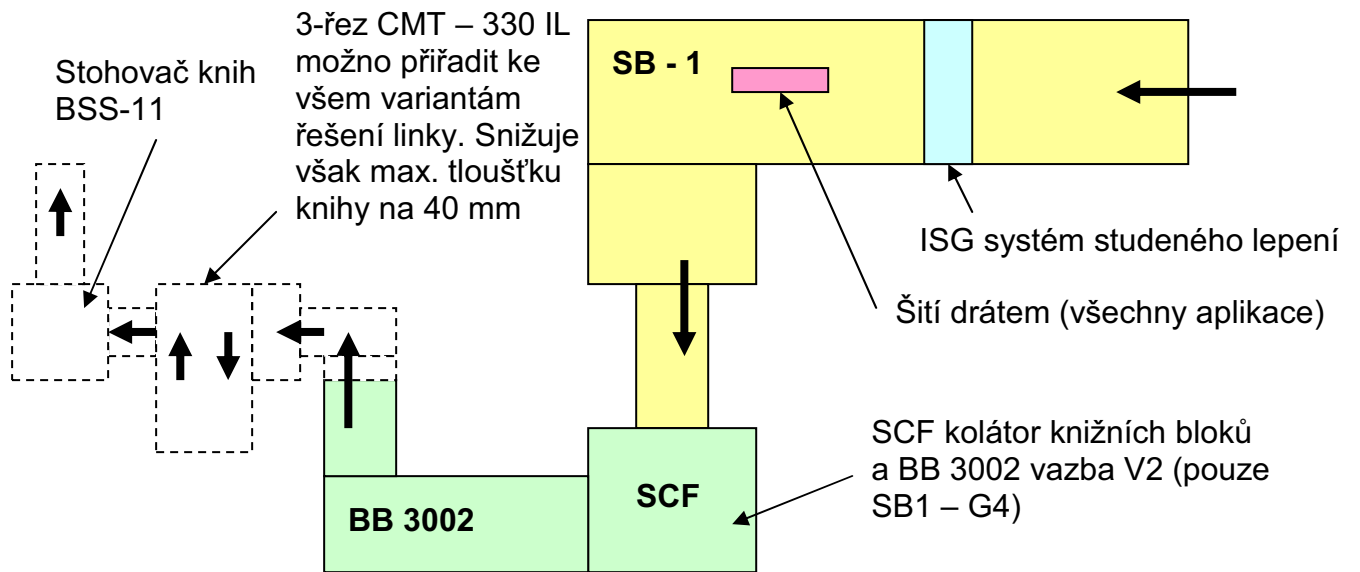 Stohovač knih
BSS-11
3-řez CMT – 330 IL
možno přiřadit ke
všem variantám
řešení linky. Snižuje
však max. tloušťku
knihy na 40 mm
SB - 1
ISG systém studeného lepení
Šití drátem (všechny aplikace)
SCF kolátor knižních bloků
a BB 3002 vazba V2 (pouze
SB1 – G4)
SCF
BB 3002